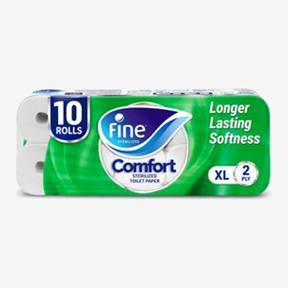 10
ROLLS
fine
STERILIZED
Comfort
STERILIZED
TOILET PAPER
Longer
Lasting
Softness
XL
2
PLY